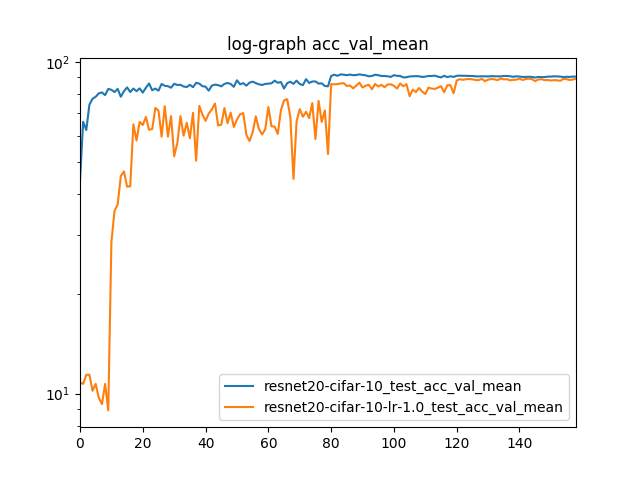 log-graph acc_val_mean
10²
10¹
resnet20-cifar-10_test_acc_val_mean
resnet20-cifar-10-lr-1.0_test_acc_val_mean
0 20 40 60 80 100 120 140